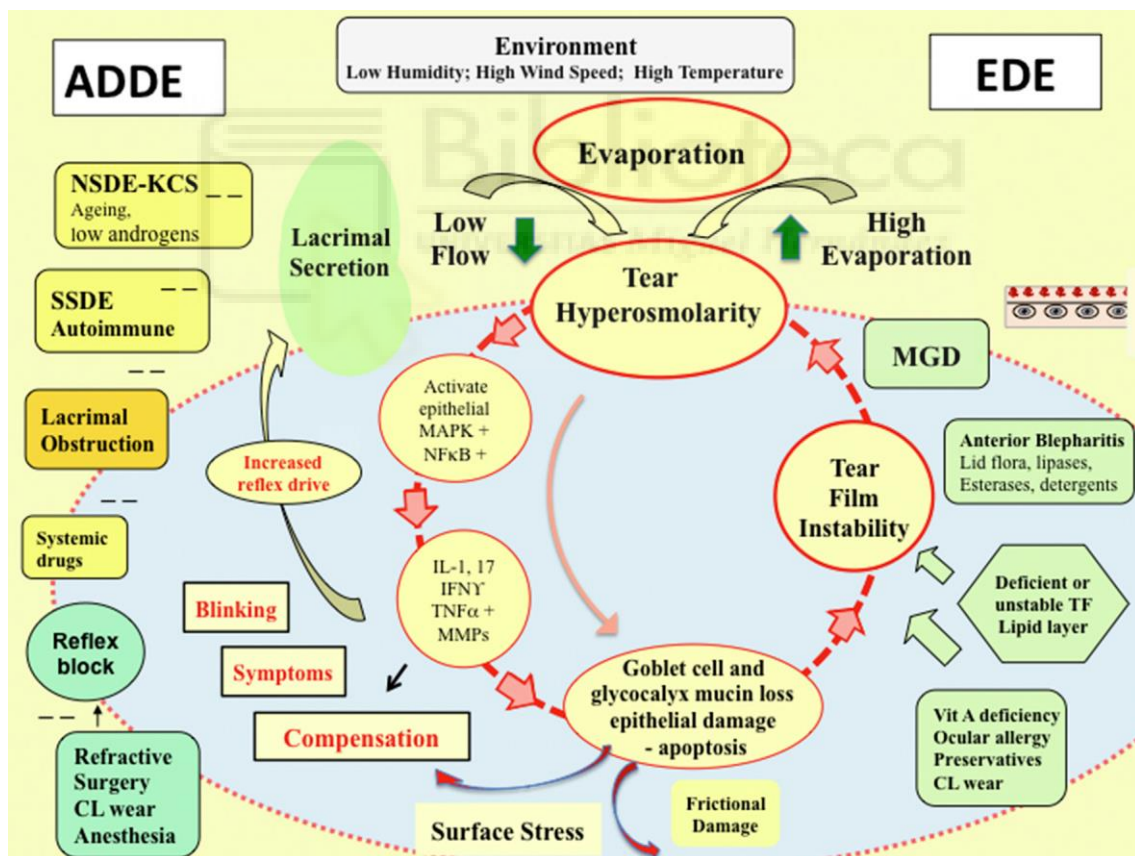 Environment
Low Humidity; High Wind Speed; High Temperature
ADDE
EDE
Biblioteca
Evaporation
NSDE-KCS
Ageing,
low androgens
Lacrimal
Secretion
Low
Flow
High
Evaporation
Tear
Hyperosmolarity
SSDE
Autoimmune
MGD
Activate
epithelial
MAPK +
NFκB +
Lacrimal
Obstruction
Increased
reflex drive
Tear
Film
Instability
Anterior Blepharitis
Lid flora, lipases,
Esterases, detergents
Systemic
drugs
IL-1, 17
IFNϒ
TNFα +
MMPs
Blinking
Deficient or
unstable TF
Lipid layer
Reflex
block
Symptoms
Goblet cell and
glycocalyx mucin loss
epithelial damage
- apoptosis
Compensation
Vit A deficiency
Ocular allergy
Preservatives
CL wear
Refractive
Surgery
CL wear
Anesthesia
Surface Stress
Frictional
Damage